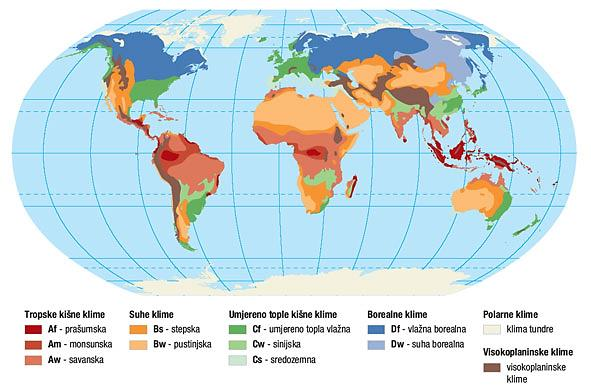 Tropske kišne klime
Af - prašumska
Am - monsunska
Aw - savanska
Suhe klime
Bs - stepska
Bw - pustinjska
Umjereno tople kišne klime
Cf - umjereno topla vlažna
Cw - sinijska
Cs - sredozemna
Borealne klime
Df - vlažna borealna
Dw - suha borealna
Polarne klime
klima tundre
Visokoplaninske klime
visokoplaninske
klime